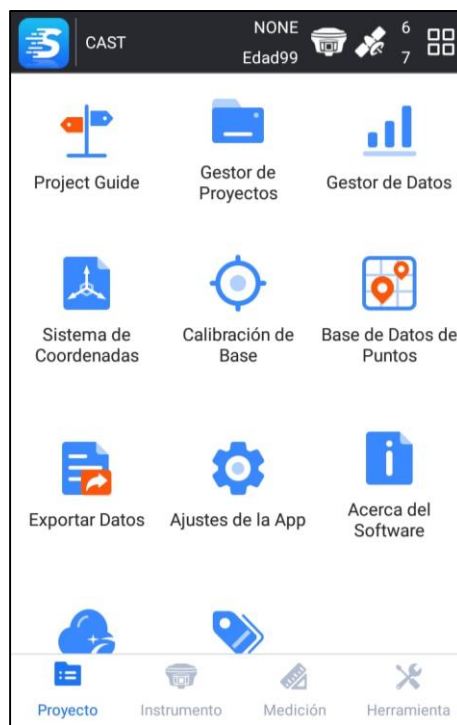 CAST
NONE
Edad99
6
7
Project Guide
Gestor de
Proyectos
Gestor de Datos
Sistema de
Coordenadas
Calibración de
Base
Base de Datos de
Puntos
Exportar Datos
Ajustes de la App
Acerca del
Software
Proyecto
Instrumento
Medición
Herramienta